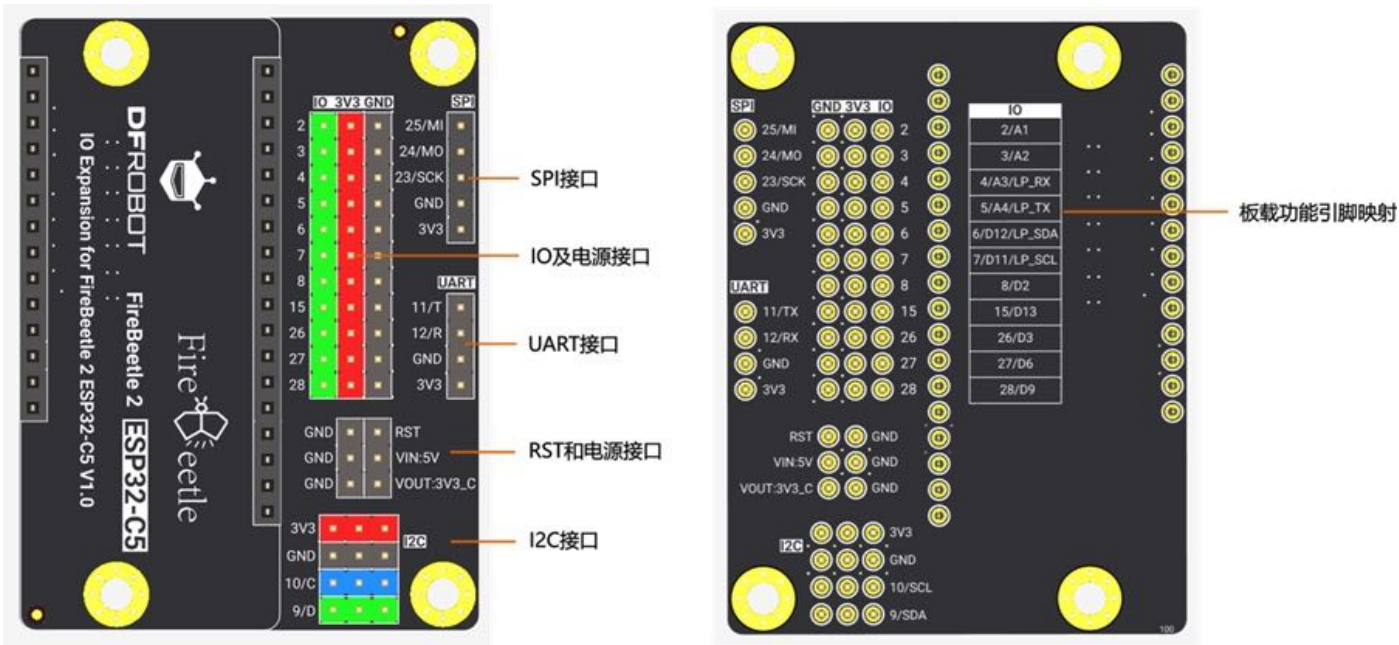 DFROBOT
IO Expansion for FireBeetle 2 ESP32-C5 V1.0
FireBeetle 2 ESP32-C5
Fire Beetle
IO 3V3 GND
2
3
4
5
6
7
8
15
26
27
28
SPI
25/MI
24/MO
23/SCK
GND
3V3
UART
11/T
12/R
GND
3V3
GND RST
GND VIN:5V
GND VOUT:3V3_C
3V3
I2C
GND
10/C
9/D
SPI接口
IO及电源接口
UART接口
RST和电源接口
I2C接口
SPI
25/MI
24/MO
23/SCK
GND
3V3
UART
11/TX
12/RX
GND
3V3
GND 3V3 IO
2
3
4
5
6
7
8
15
26
27
28
RST GND
VIN:5V GND
VOUT:3V3_C GND
I2C
3V3
GND
10/SCL
9/SDA
IO
2/A1
3/A2
4/A3/LP_RX
5/A4/LP_TX
6/D12/LP_SDA
7/D11/LP_SCL
8/D2
15/D13
26/D3
27/D6
28/D9
板载功能引脚映射
100